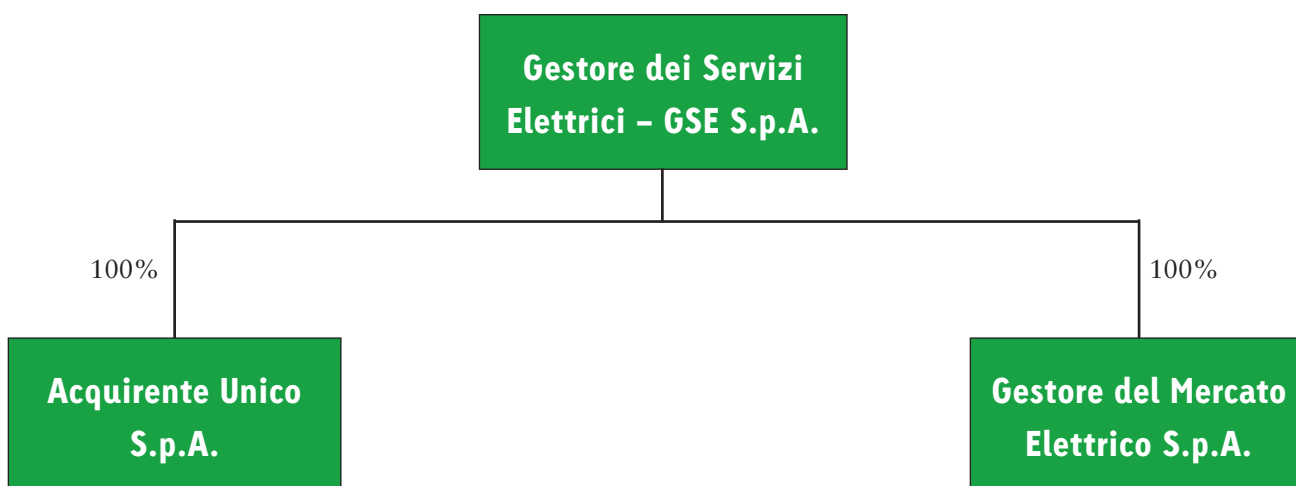 Gestore dei Servizi
Elettrici – GSE S.p.A.
100%
100%
Acquirente Unico
S.p.A.
Gestore del Mercato
Elettrico S.p.A.